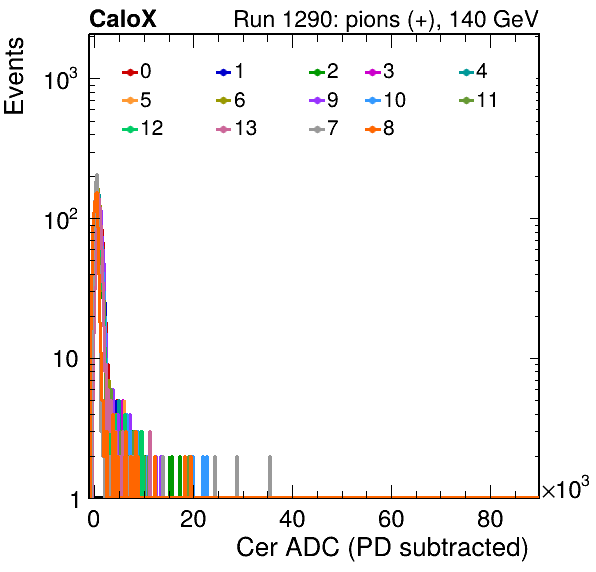 CaloX Run 1290: pions (+), 140 GeV
Events
10³
10²
10
1
0 1 2 3 4
5 6 9 10 11
12 13 7 8
0 20 40 60 80 ×10³
Cer ADC (PD subtracted)